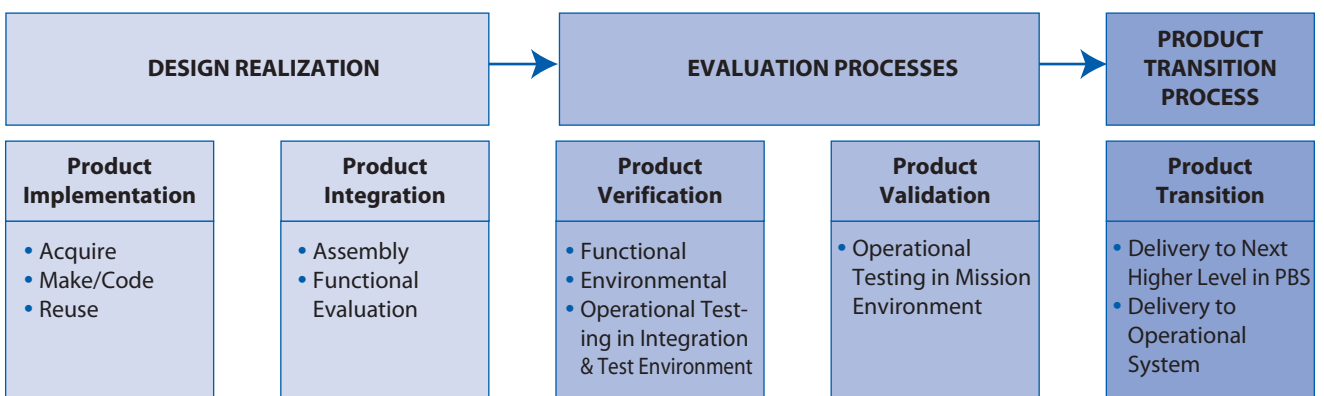 DESIGN REALIZATION
EVALUATION PROCESSES
PRODUCT
TRANSITION
PROCESS
Product
Implementation
• Acquire
• Make/Code
• Reuse
Product
Integration
• Assembly
• Functional
Evaluation
Product
Verification
• Functional
• Environmental
• Operational Test-
ing in Integration
& Test Environment
Product
Validation
• Operational
Testing in Mission
Environment
Product
Transition
• Delivery to Next
Higher Level in PBS
• Delivery to
Operational
System